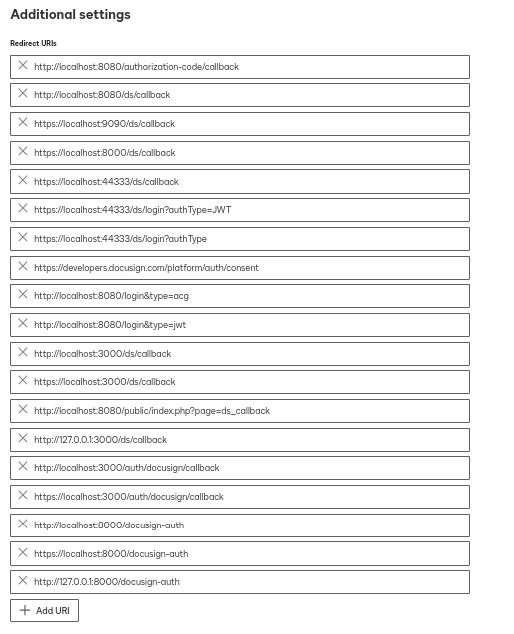 Additional settings
Redirect URIs
http://localhost:8080/authorization-code/callback
http://localhost:8080/ds/callback
https://localhost:9090/ds/callback
https://localhost:8000/ds/callback
https://localhost:44333/ds/callback
https://localhost:44333/ds/login?authType=JWT
https://localhost:44333/ds/login?authType
https://developers.docusign.com/platform/auth/consent
http://localhost:8080/login&type=acg
http://localhost:8080/login&type=jwt
http://localhost:3000/ds/callback
https://localhost:3000/ds/callback
http://localhost:8080/public/index.php?page=ds_callback
http://127.0.0.1:3000/ds/callback
http://localhost:3000/auth/docusign/callback
https://localhost:3000/auth/docusign/callback
http://localhost:8000/docusign-auth
https://localhost:8000/docusign-auth
http://127.0.0.1:8000/docusign-auth
Add URI